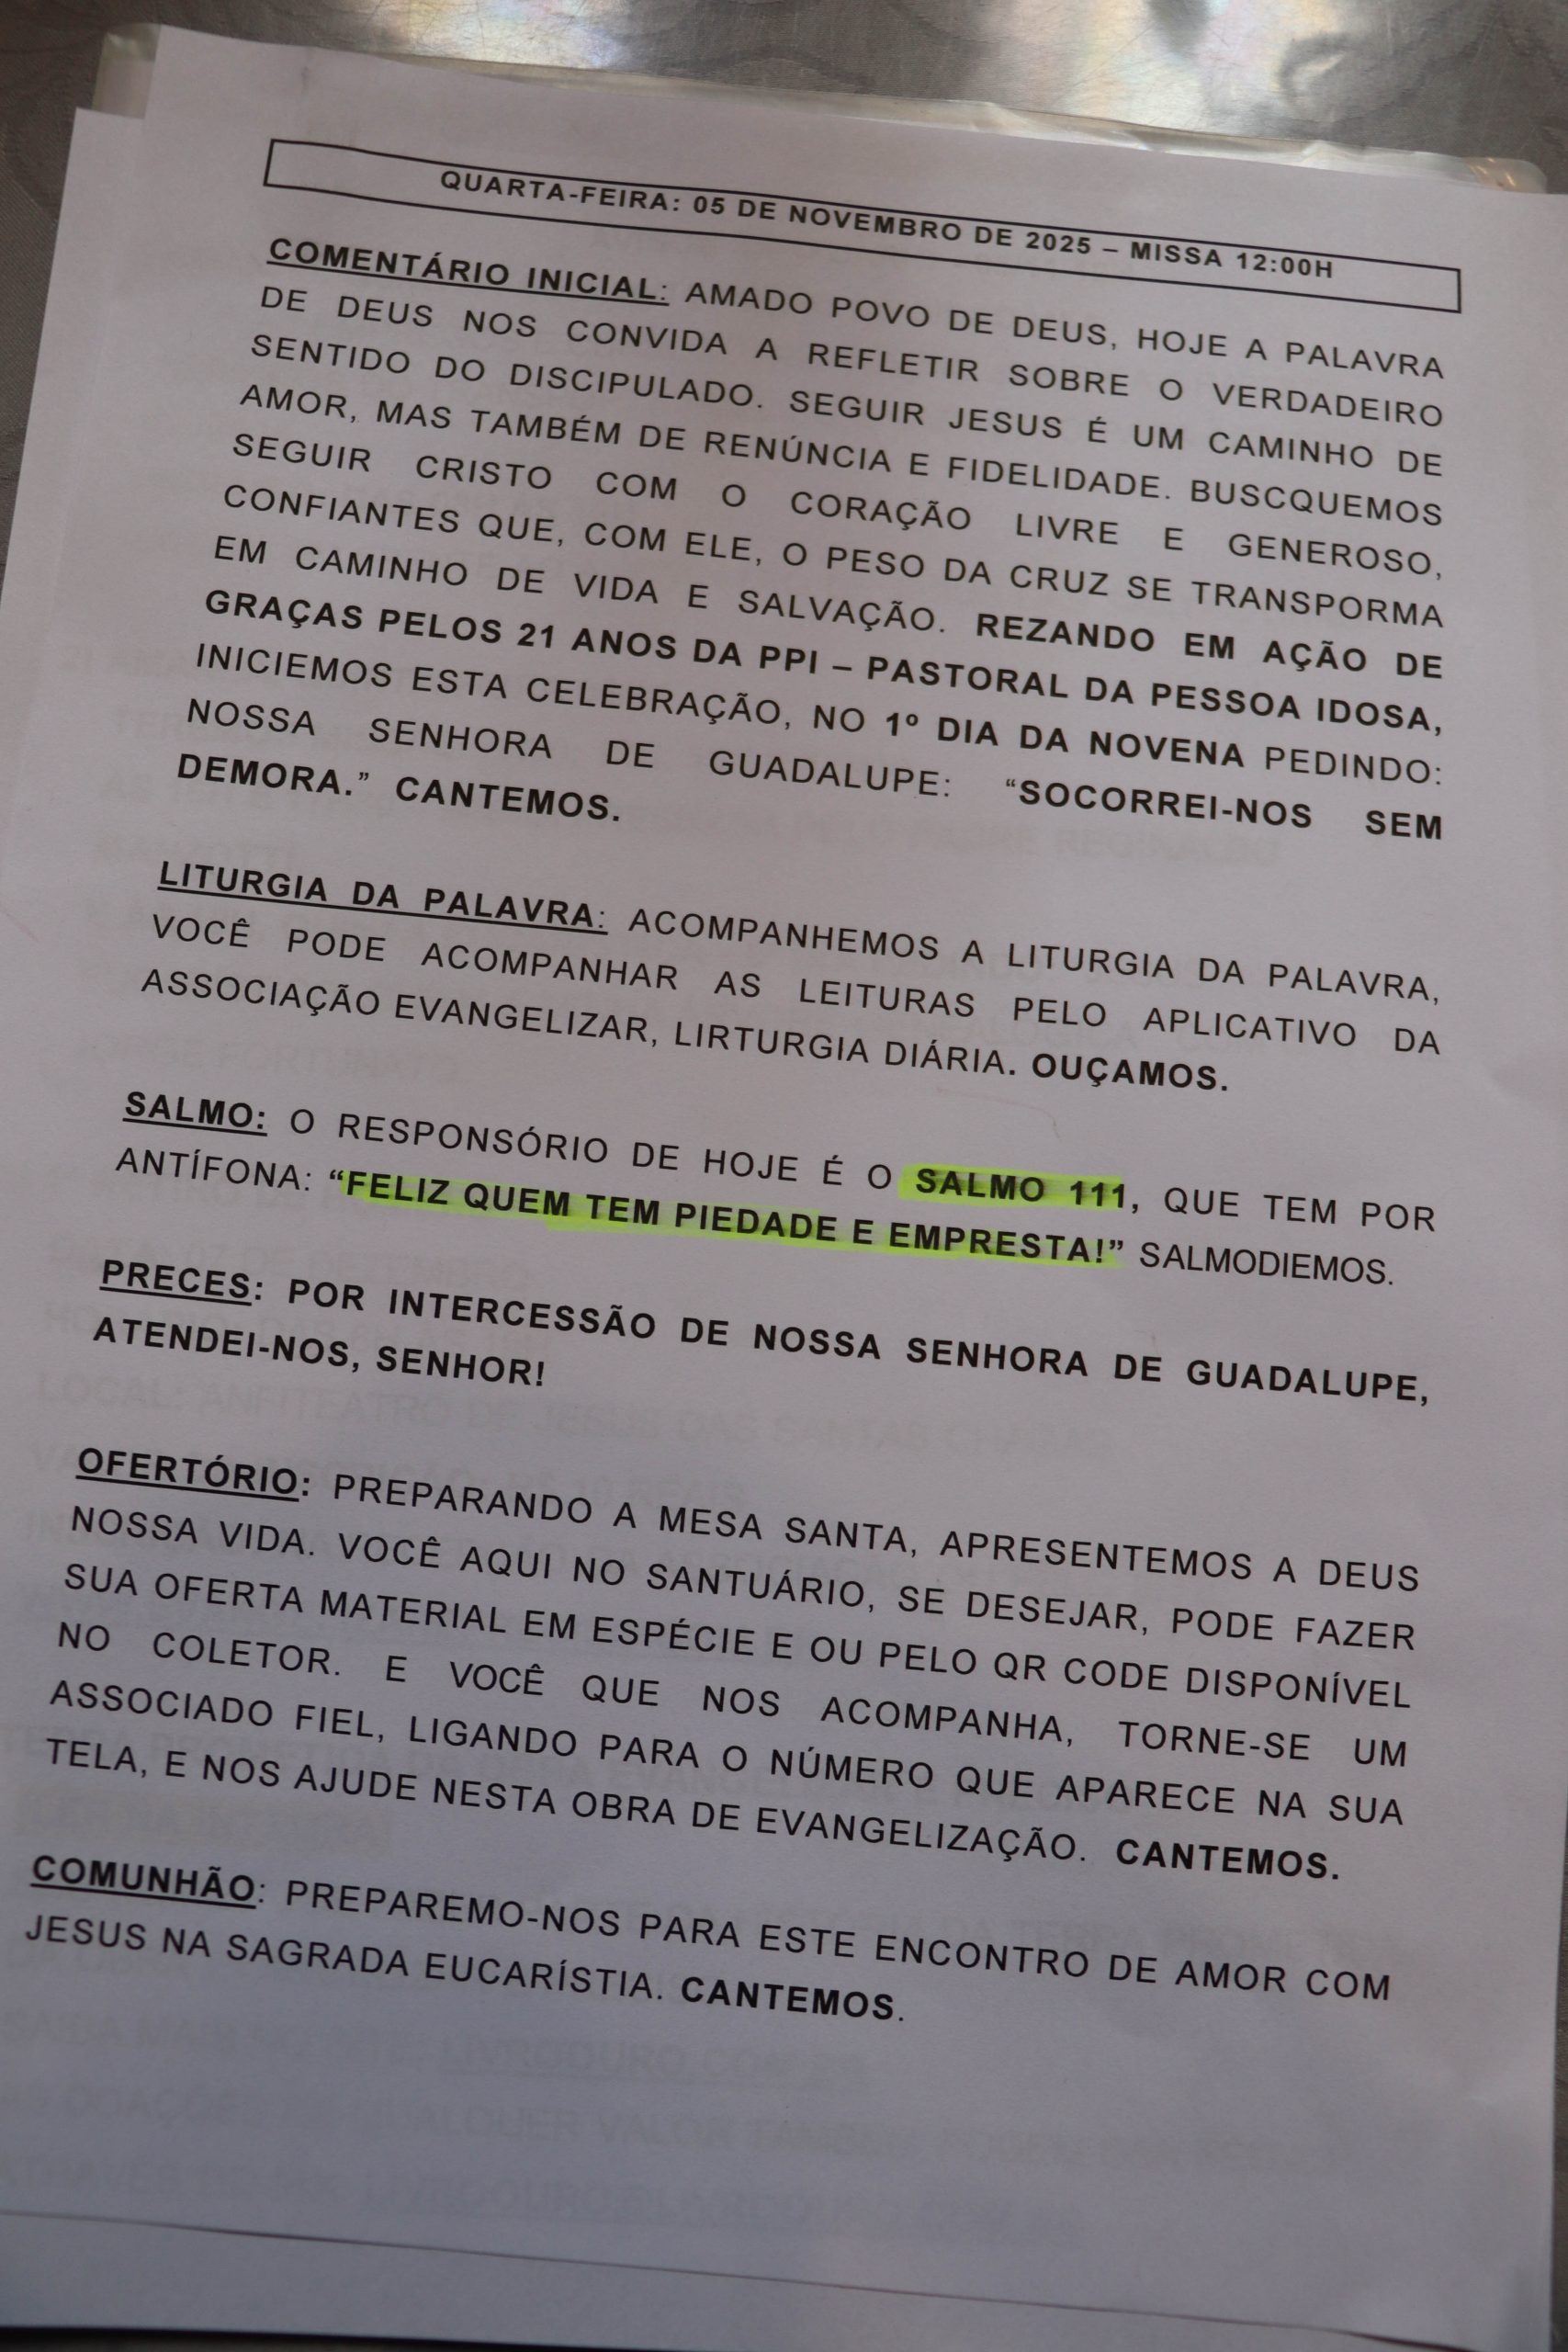 QUARTA-FEIRA: 05 DE NOVEMBRO DE 2025 – MISSA 12:00H
COMENTÁRIO INICIAL: AMADO POVO DE DEUS, HOJE A PALAVRA
DE DEUS NOS CONVIDA A REFLETIR SOBRE O VERDADEIRO
SENTIDO DO DISCIPULADO. SEGUIR JESUS É UM CAMINHO DE
AMOR, MAS TAMBÉM DE RENÚNCIA E FIDELIDADE. BUSCQUEMOS
SEGUIR CRISTO COM O CORAÇÃO LIVRE E GENEROSO,
CONFIANTES QUE, COM ELE, O PESO DA CRUZ SE TRANSPORMA
EM CAMINHO DE VIDA E SALVAÇÃO. REZANDO EM AÇÃO DE
GRAÇAS PELOS 21 ANOS DA PPI – PASTORAL DA PESSOA IDOSA,
INICIEMOS ESTA CELEBRAÇÃO, NO 1º DIA DA NOVENA PEDINDO:
NOSSA SENHORA DE GUADALUPE: “SOCORREI-NOS SEM
DEMORA.” CANTEMOS.
LITURGIA DA PALAVRA: ACOMPANHEMOS A LITURGIA DA PALAVRA,
VOCÊ PODE ACOMPANHAR AS LEITURAS PELO APLICATIVO DA
ASSOCIAÇÃO EVANGELIZAR, LIRTURGIA DIÁRIA. OUÇAMOS.
SALMO: O RESPONSÓRIO DE HOJE É O SALMO 111, QUE TEM POR
ANTÍFONA: “FELIZ QUEM TEM PIEDADE E EMPRESTA!” SALMODIEMOS.
PRECES: POR INTERCESSÃO DE NOSSA SENHORA DE GUADALUPE,
ATENDEI-NOS, SENHOR!
OFERTÓRIO: PREPARANDO A MESA SANTA, APRESENTEMOS A DEUS
NOSSA VIDA. VOCÊ AQUI NO SANTUÁRIO, SE DESEJAR, PODE FAZER
SUA OFERTA MATERIAL EM ESPÉCIE E OU PELO QR CODE DISPONÍVEL
NO COLETOR. E VOCÊ QUE NOS ACOMPANHA, TORNE-SE UM
ASSOCIADO FIEL, LIGANDO PARA O NÚMERO QUE APARECE NA SUA
TELA, E NOS AJUDE NESTA OBRA DE EVANGELIZAÇÃO. CANTEMOS.
COMUNHÃO: PREPAREMO-NOS PARA ESTE ENCONTRO DE AMOR COM
JESUS NA SAGRADA EUCARÍSTIA. CANTEMOS.